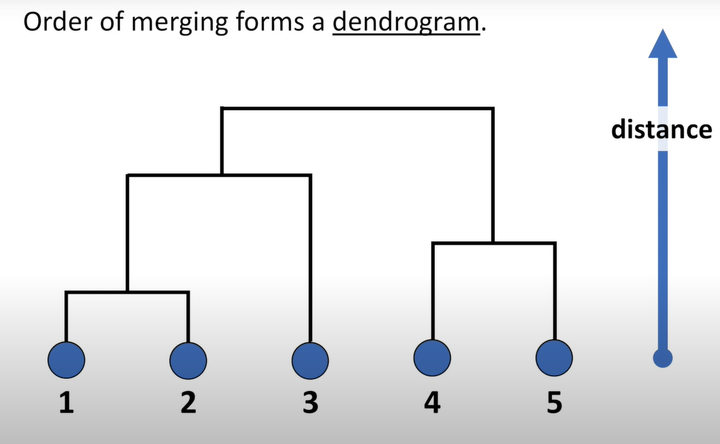 Order of merging forms a dendrogram.
distance
1 2 3 4 5